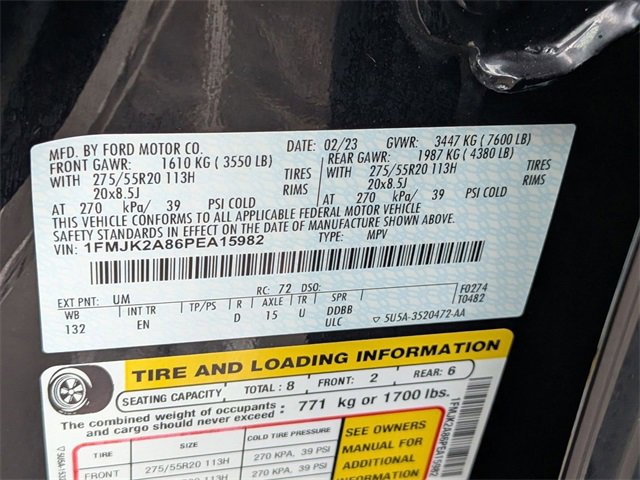 MFD. BY FORD MOTOR CO. 02/23 GVWR: 3447 KG ( 7600 LB)
FRONT GAWR: 1610 KG ( 3550 LB) REAR GAWR: 1987 KG ( 4380 LB)
WITH 275/55R20 113H TIRES WITH 275/55R20 113H TIRES
20x8.5J RIMS 20x8.5J RIMS
AT 270 kPa/ 39 PSI COLD AT 270 kPa/ 39 PSI COLD
THIS VEHICLE CONFORMS TO ALL APPLICABLE FEDERAL MOTOR VEHICLE
SAFETY STANDARDS IN EFFECT ON THE DATE OF MANUFACTURE SHOWN ABOVE
VIN: 1FMJK2A86PEA15982 TYPE: MPV
EXT PNT: UM RC: 72 DSO: F0274
WB INT TR TP/PS R AXLE TR SPR T0482
132 EN D 15 U DDBB
ULC ▽ 5U5A-3520472-AA
TIRE AND LOADING INFORMATION
SEATING CAPACITY TOTAL : 8 FRONT: 2 REAR: 6
The combined weight of occupants and cargo should never exceed : 771 kg or 1700 lbs.
TIRE SIZE COLD TIRE PRESSURE
FRONT 275/55R20 113H 270 KPA, 39 PSI
SEE OWNERS
MANUAL FOR
ADDITIONAL
1FMJK2A86PEA15982